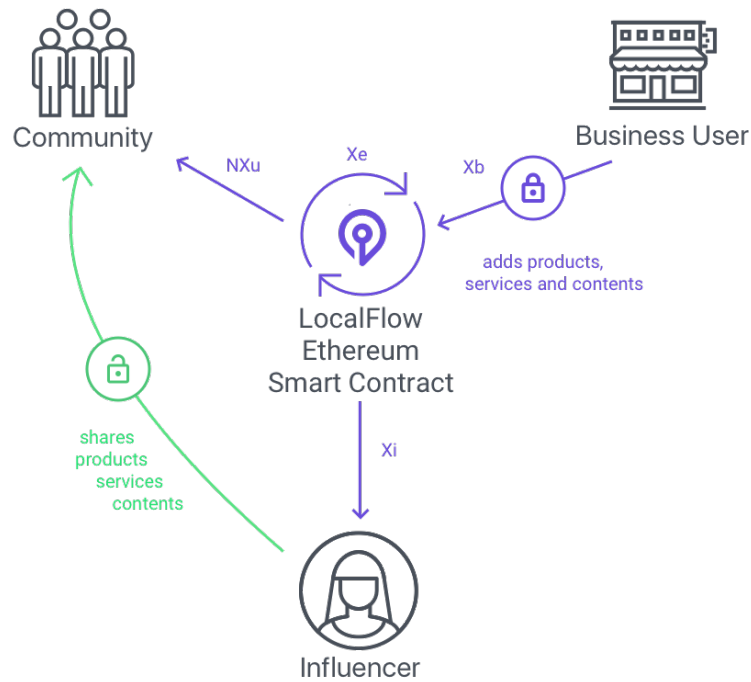 Community
Business User
NXu
Xe
Xb
adds products,
services and contents
LocalFlow
Ethereum
Smart Contract
Xi
shares
products
services
contents
Influencer